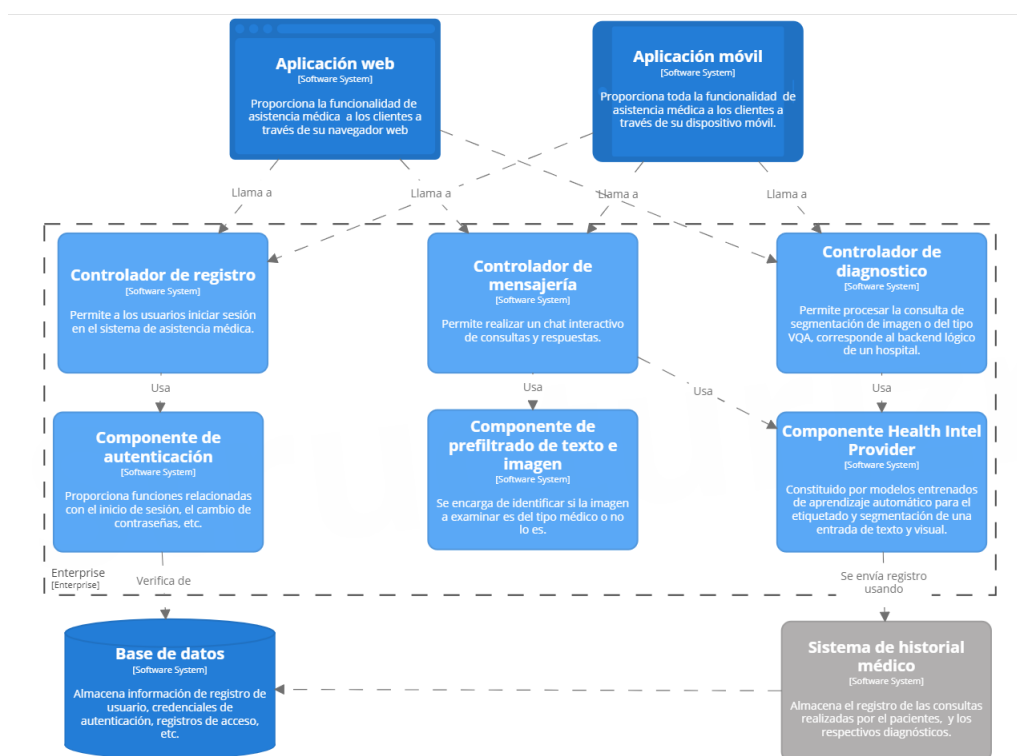 Aplicación web
[Software System]
Proporciona la funcionalidad de
asistencia médica a los clientes a
través de su navegador web
Aplicación móvil
[Software System]
Proporciona toda la funcionalidad de
asistencia médica a los clientes a
través de su dispositivo móvil.
Llama a
Llama a
Llama a
Llama a
Controlador de registro
[Software System]
Permite a los usuarios iniciar sesión
en el sistema de asistencia médica.
Controlador de
mensajería
[Software System]
Permite realizar un chat interactivo
de consultas y respuestas.
Controlador de
diagnostico
[Software System]
Permite procesar la consulta de
segmentación de imagen o del tipo
VQA, corresponde al backend lógico
de un hospital.
Usa
Usa
Usa
Usa
Componente de
autenticación
[Software System]
Proporciona funciones relacionadas
con el inicio de sesión, el cambio de
contraseñas, etc.
Componente de
prefiltrado de texto e
imagen
[Software System]
Se encarga de identificar si la imagen
a examinar es del tipo médico o no
lo es.
Componente Health Intel
Provider
[Software System]
Constituido por modelos entrenados
de aprendizaje automático para el
etiquetado y segmentación de una
entrada de texto y visual.
Enterprise
[Enterprise]
Verifica de
Se envía registro
usando
Base de datos
[Software System]
Almacena información de registro de
usuario, credenciales de
autenticación, registros de acceso,
etc.
Sistema de historial
médico
[Software System]
Almacena el registro de las consultas
realizadas por el pacientes, y los
respectivos diagnósticos.